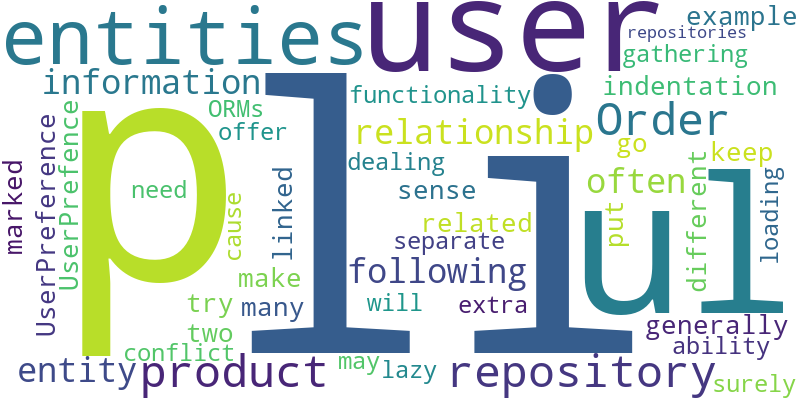 entities
user
example
repositories
gathering
information
functionality
indentation
ORMs
offer
relationship
Order
p
li
ul
UserPrefence
UserPreference
marked
need
cause
linked
dealing
sense
often
go
keep
related
put
different
loading
separate
following
make
many
try
two
will
extra
generally
ability
conflict
may
lazy
entity
product
repository
surely